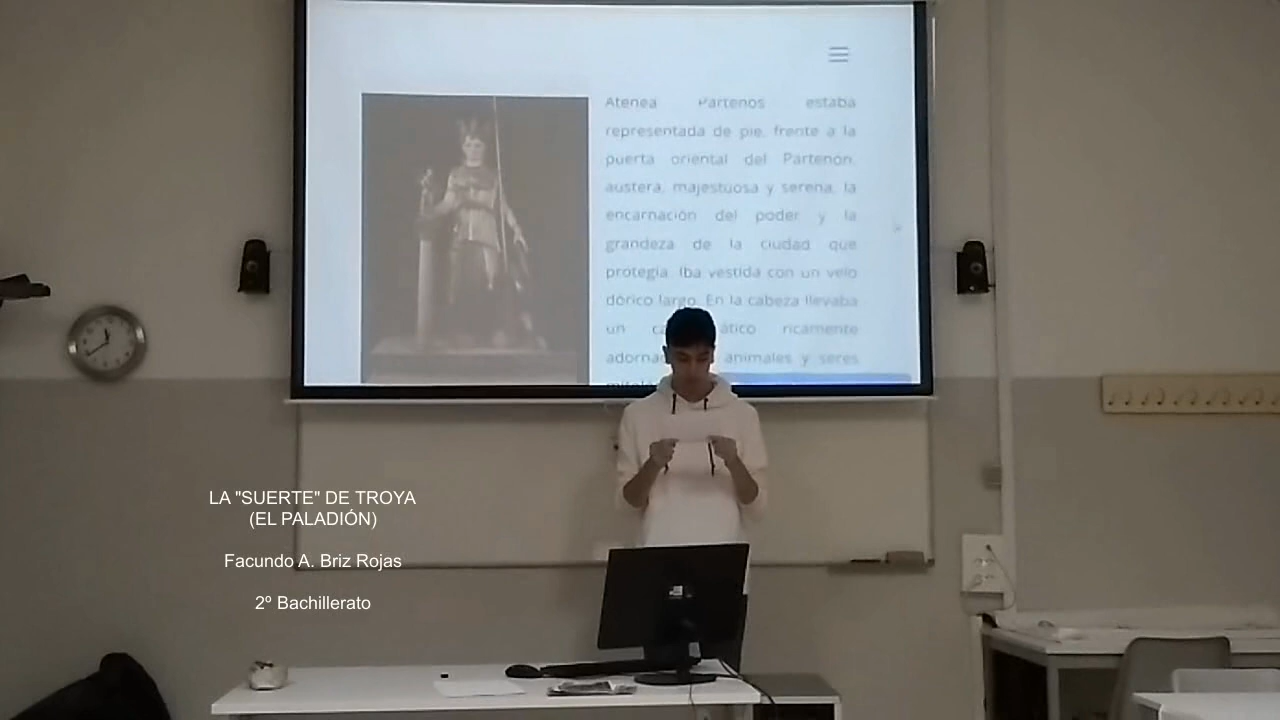 Atenea Partenos estaba
representada de pie, frente a la
puerta oriental del Partenón,
austera, majestuosa y serena, la
encarnación del poder y la
grandeza de la ciudad que
protegía. Iba vestida con un velo
dórico largo. En la cabeza llevaba
un ático ricamente
animales y seres
LA "SUERTE" DE TROYA
(EL PALADIÓN)
Facundo A. Briz Rojas
2º Bachillerato